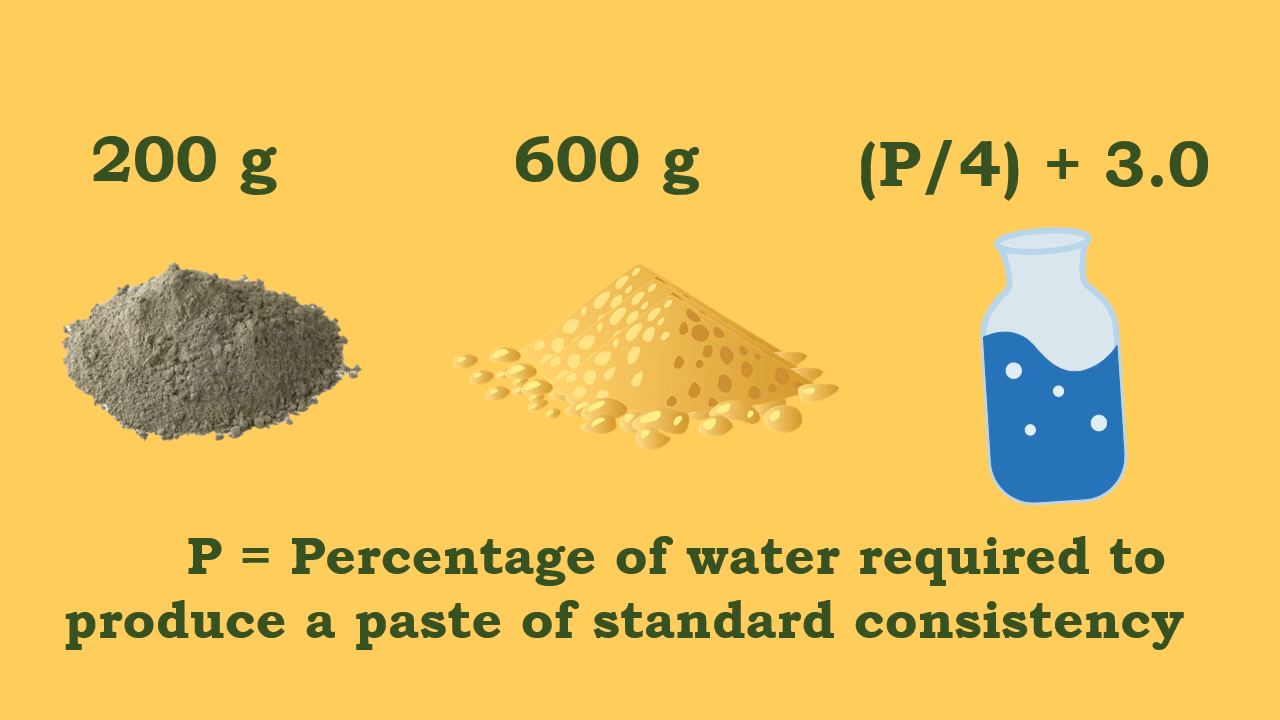 200 g
600 g
(P/4) + 3.0
P = Percentage of water required to
produce a paste of standard consistency